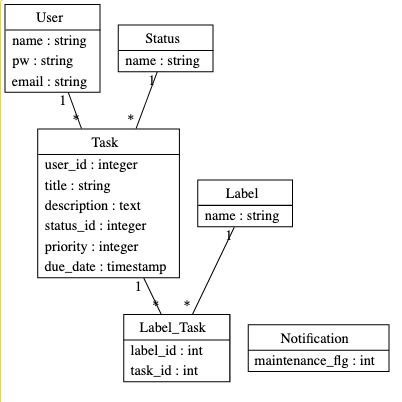 User
name : string
pw : string
email : string
1
*
Status
name : string
1
*
Task
user_id : integer
title : string
description : text
status_id : integer
priority : integer
due_date : timestamp
1
*
Label
name : string
1
*
Label_Task
label_id : int
task_id : int
Notification
maintenance_flg : int